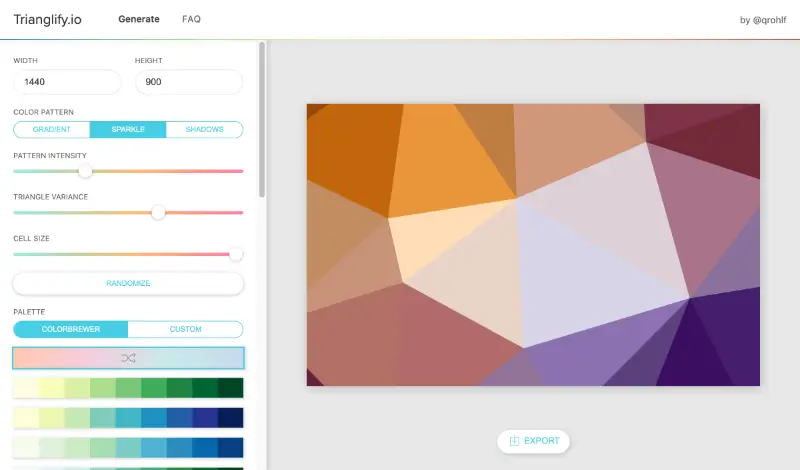 Trianglify.io Generate FAQ by @qrohlf
WIDTH HEIGHT
1440 900
COLOR PATTERN
GRADIENT SPARKLE SHADOWS
PATTERN INTENSITY
TRIANGLE VARIANCE
CELL SIZE
RANDOMIZE
PALETTE
COLORBREWER CUSTOM
EXPORT